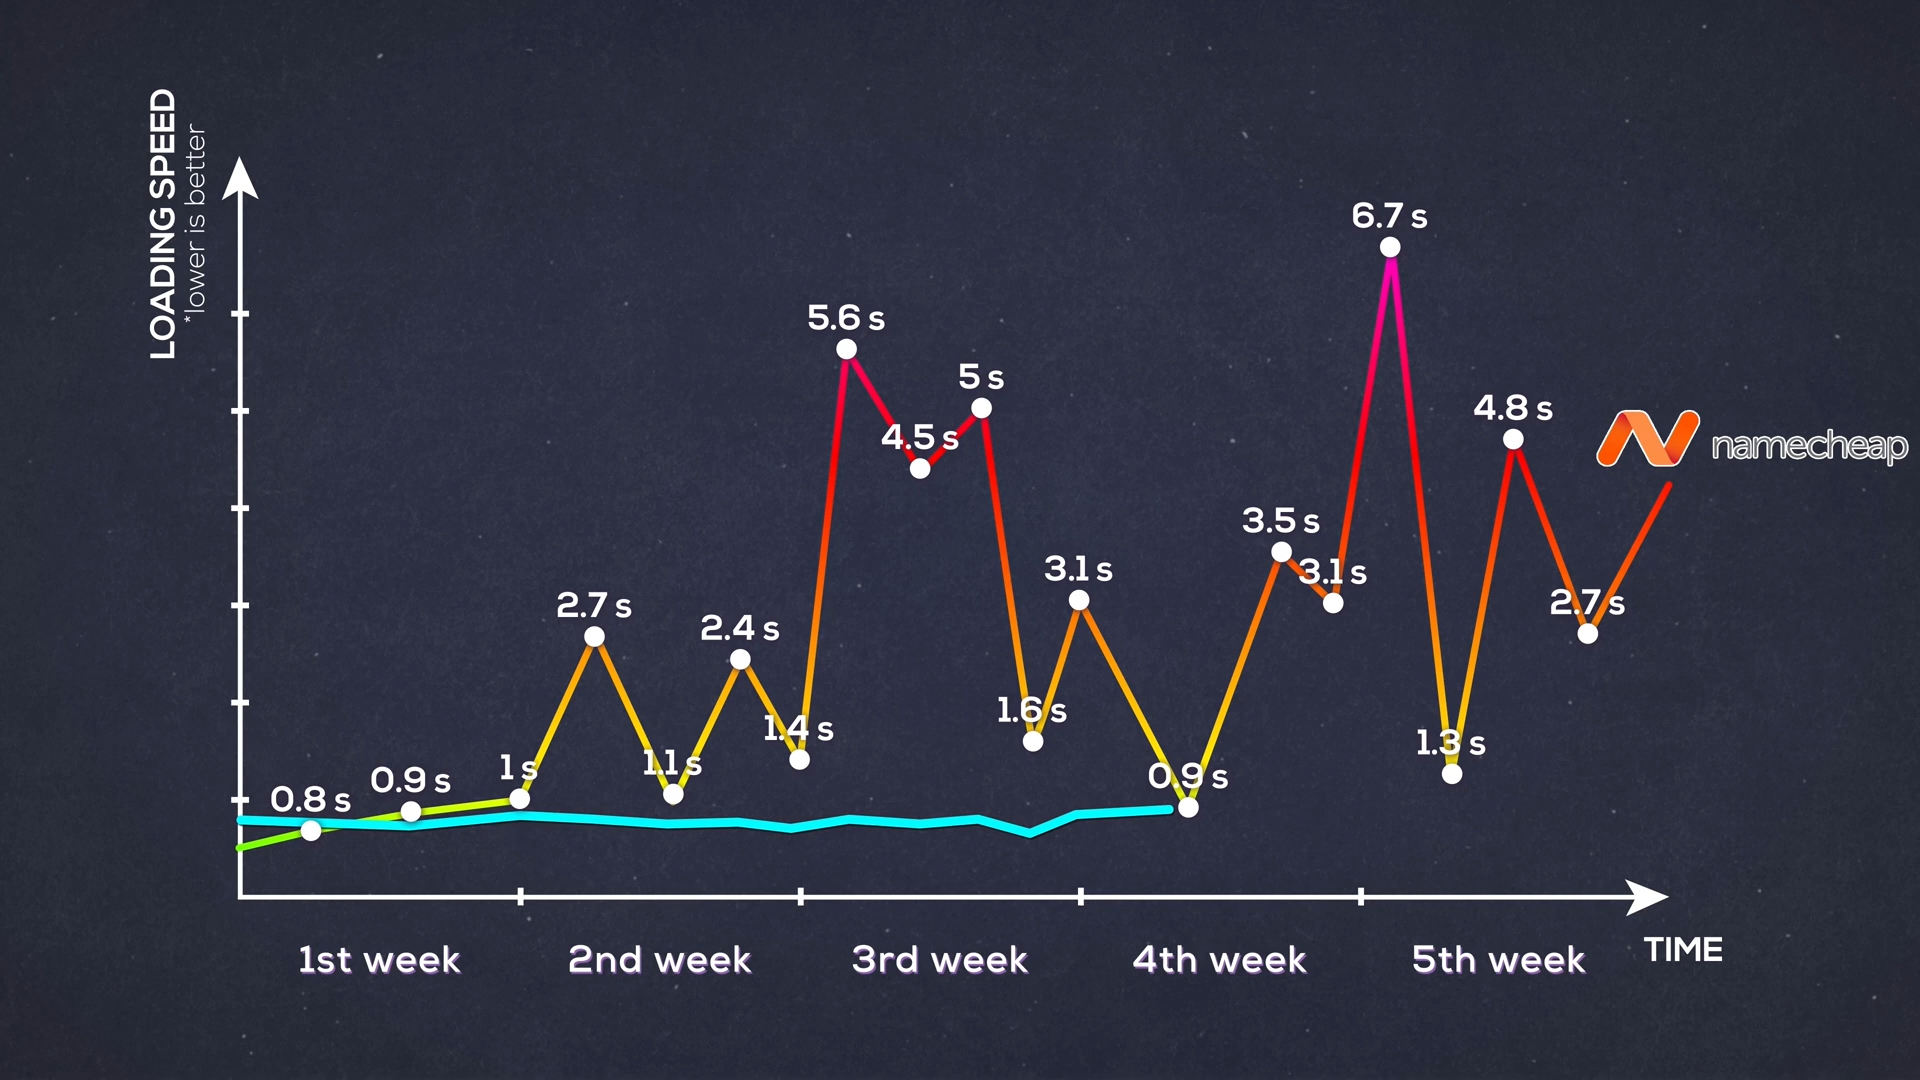 LOADING SPEED
*lower is better
0.8 s
0.9 s
1 s
2.7 s
1.1 s
2.4 s
1.4 s
5.6 s
4.5 s
5 s
1.6 s
3.1 s
0.9 s
3.5 s
3.1 s
6.7 s
1.3 s
4.8 s
2.7 s
namecheap
1st week
2nd week
3rd week
4th week
5th week
TIME